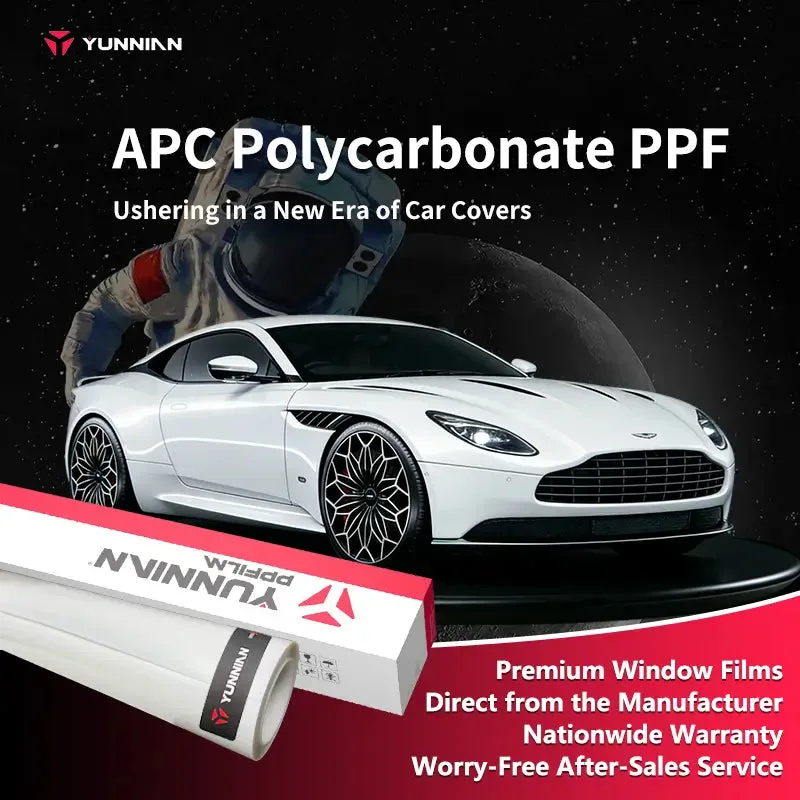 YUNNIAN
APC Polycarbonate PPF
Ushering in a New Era of Car Covers
YUNNIAN
PPFILM
YUNNIAN
Premium Window Films
Direct from the Manufacturer
Nationwide Warranty
Worry-Free After-Sales Service